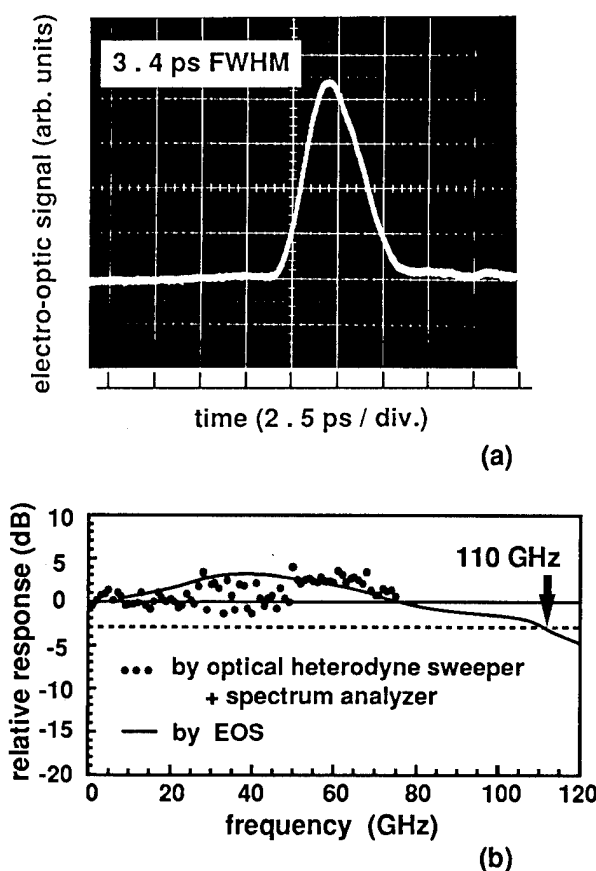 3 . 4 ps FWHM
electro-optic signal (arb. units)
time (2 . 5 ps / div.)
(a)
10
5
0
-5
-10
-15
-20
relative response (dB)
110 GHz
by optical heterodyne sweeper
+ spectrum analyzer
by EOS
0 20 40 60 80 100 120
frequency (GHz)
(b)